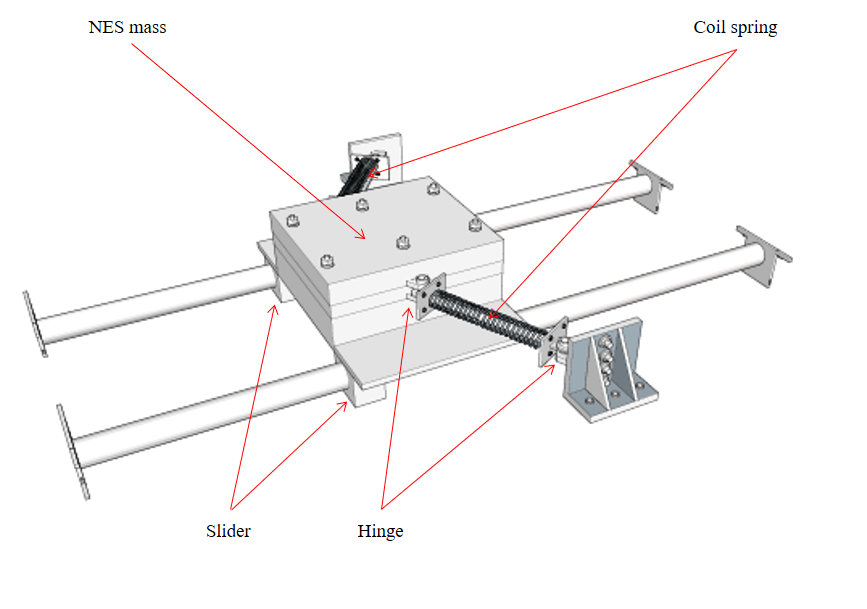 NES mass
Coil spring
Slider
Hinge